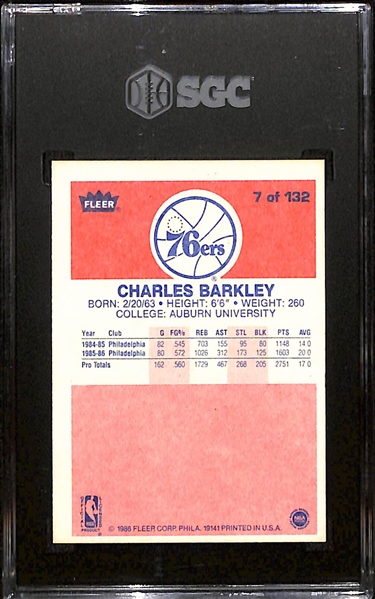 SGC
FLEER
7 of 132
76ers
CHARLES BARKLEY
BORN: 2/20/63 • HEIGHT: 6'6" • WEIGHT: 260
COLLEGE: AUBURN UNIVERSITY
Year Club G FG% REB AST STL BLK PTS AVG
1984-85 Philadelphia 82 .545 703 155 95 80 1148 14.0
1985-86 Philadelphia 80 .572 1026 312 173 125 1603 20.0
Pro Totals 162 .560 1729 467 268 205 2751 17.0
NBA
© 1986 FLEER CORP. PHILA. 19141 PRINTED IN U.S.A.